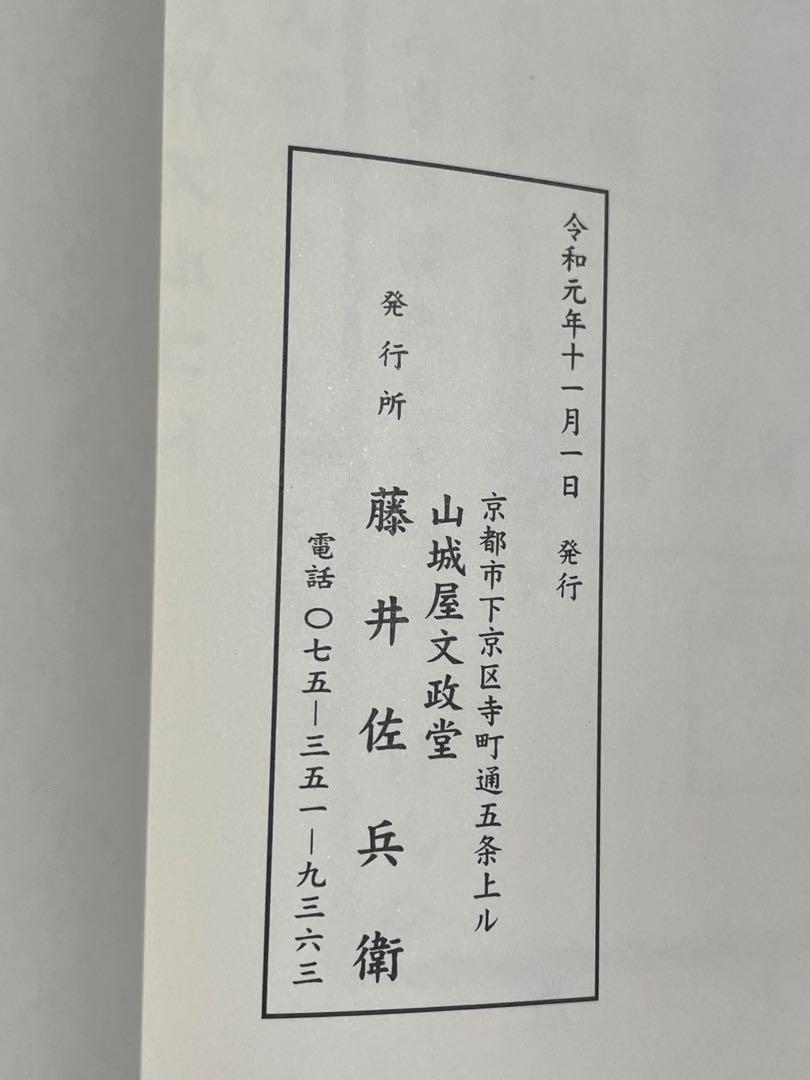 令和元年十一月一日　発行
京都市下京区寺町通五条上ル
山城屋文政堂
発行所　藤井佐兵衛
電話〇七五―三五一―九三六三